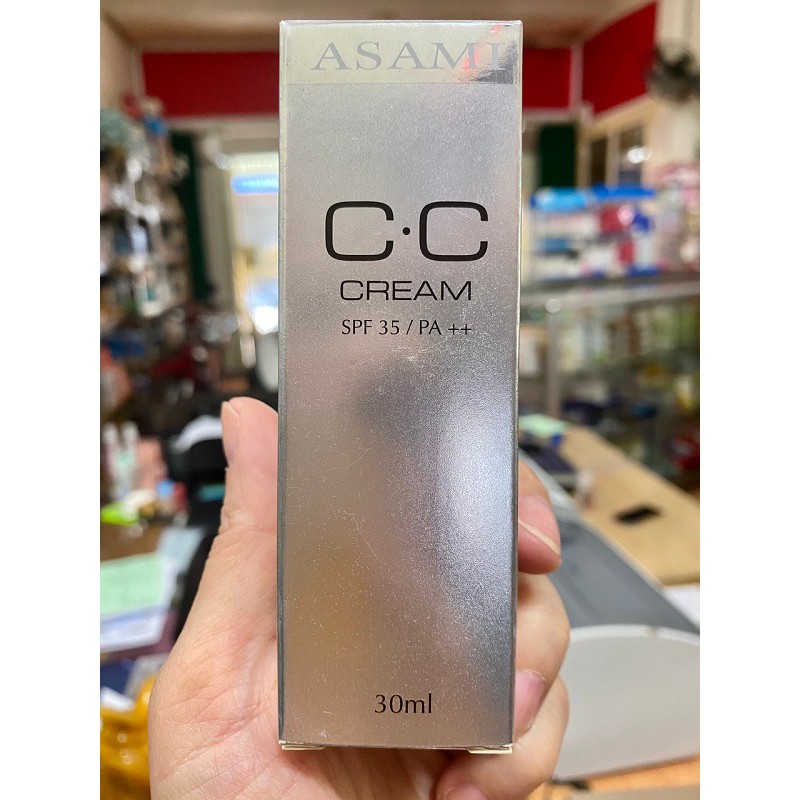 ASAMI
C·C
CREAM
SPF 35 / PA ++
30ml